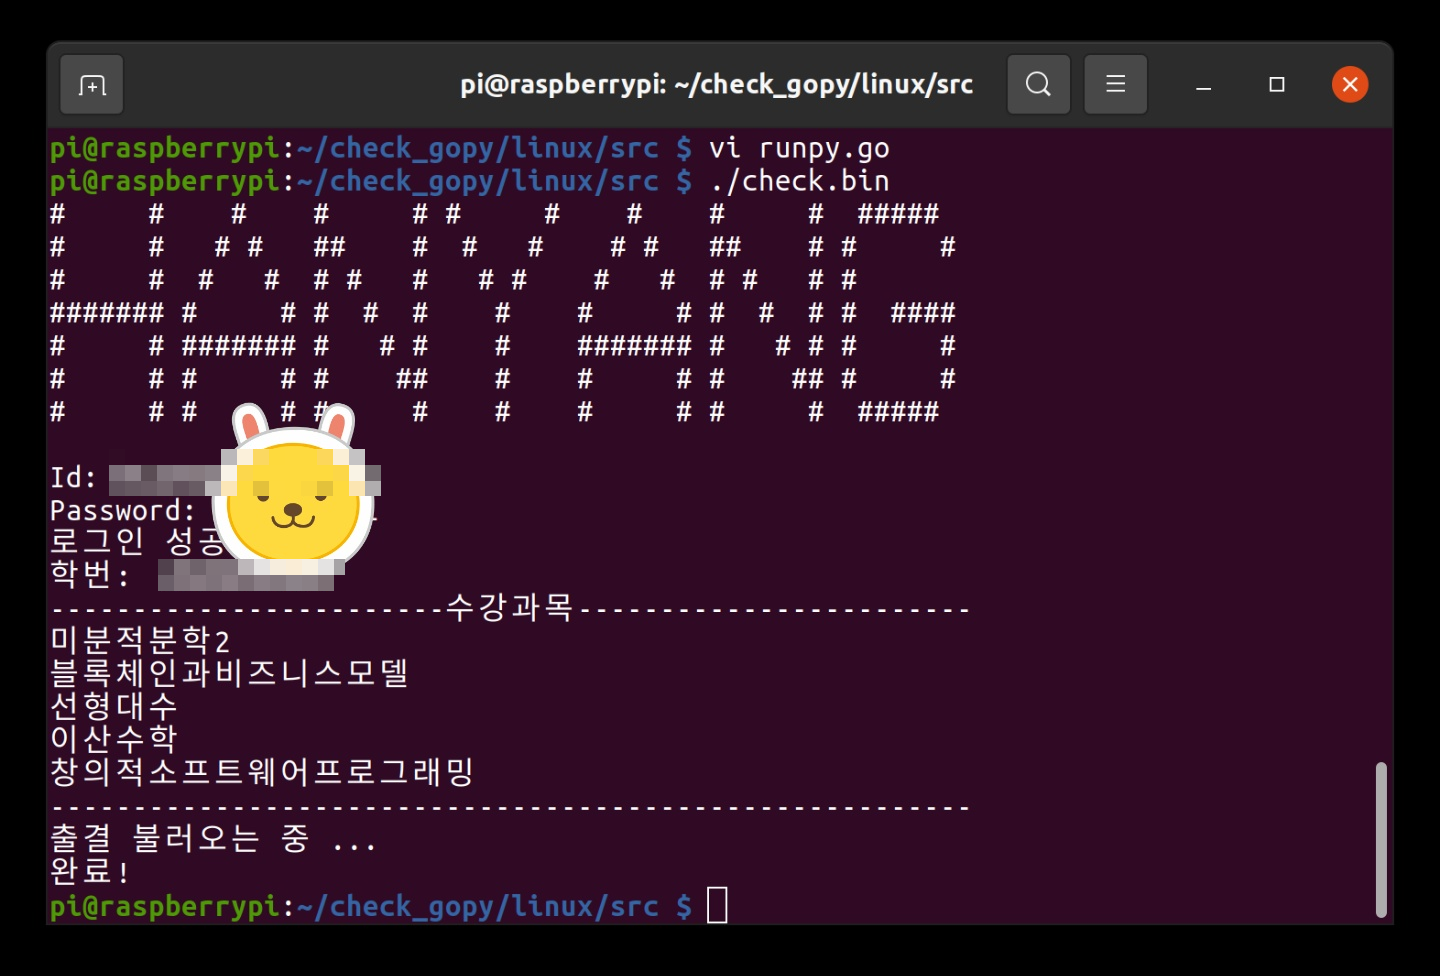 pi@raspberrypi: ~/check_gopy/linux/src
pi@raspberrypi:~/check_gopy/linux/src $ vi runpy.go
pi@raspberrypi:~/check_gopy/linux/src $ ./check.bin
HANYANG
Id:
Password:
로그인 성공
학번:
------------------------수강과목------------------------
미분적분학2
블록체인과비즈니스모델
선형대수
이산수학
창의적소프트웨어프로그래밍
--------------------------------------------------------
출결 불러오는 중 ...
완료!
pi@raspberrypi:~/check_gopy/linux/src $